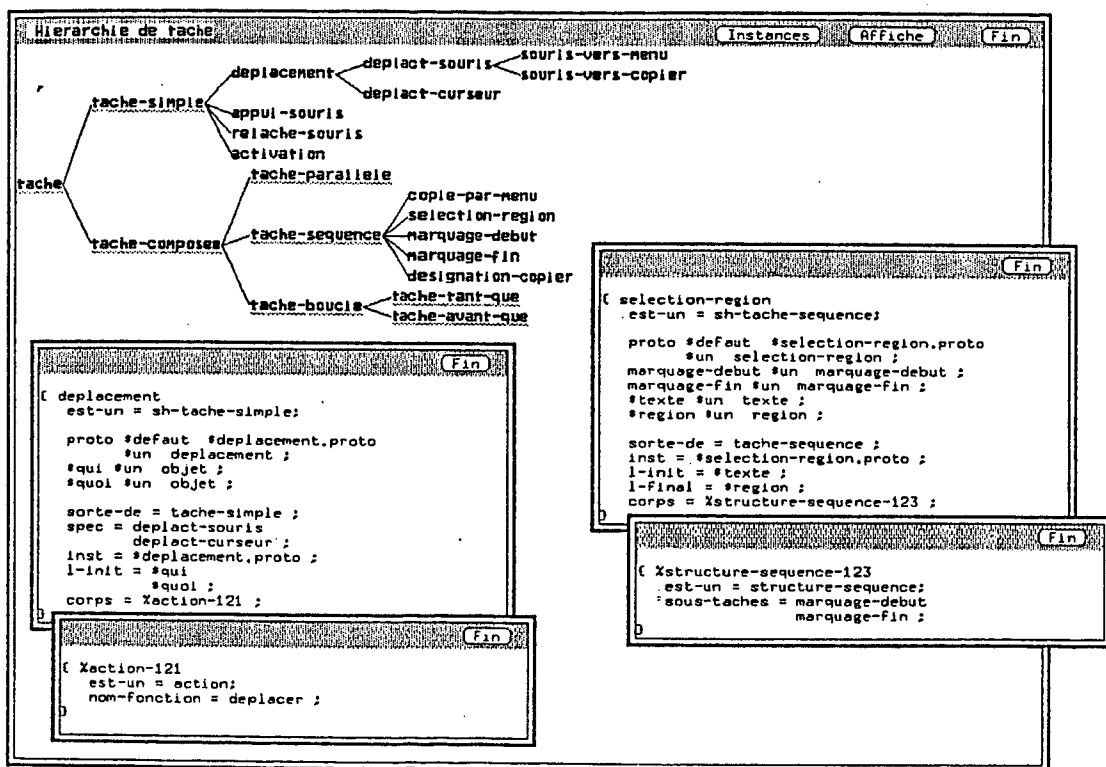 Hierarchie de tache
Instances
Affiche
Fin
souris-vers-menu
deplact-souris
souris-vers-copier
deplacement
deplact-curseur
tache-simple
appui-souris
relache-souris
activation
tache
tache-parallele
copie-par-menu
selection-region
tache-composee
tache-sequence
marquage-debut
marquage-fin
designation-copier
tache-boucle
tache-tant-que
tache-avant-que
Fin
{ selection-region
est-un = sh-tache-sequence;
proto *defaut *selection-region.proto
*un selection-region ;
marquage-debut *un marquage-debut ;
marquage-fin *un marquage-fin ;
*texte *un texte ;
*region *un region ;
sorte-de = tache-sequence ;
inst = *selection-region.proto ;
l-init = *texte ;
l-final = *region ;
corps = %structure-sequence-123 ;
}
Fin
{ deplacement
est-un = sh-tache-simple;
proto *defaut *deplacement.proto
*un deplacement ;
*qui *un objet ;
*quoi *un objet ;
sorte-de = tache-simple ;
spec = deplact-souris
deplact-curseur ;
inst = *deplacement.proto ;
l-init = *qui
*quoi ;
corps = %action-121 ;
}
Fin
{ %structure-sequence-123
est-un = structure-sequence;
sous-taches = marquage-debut
marquage-fin ;
}
Fin
{ %action-121
est-un = action;
nom-fonction = deplacer ;
}